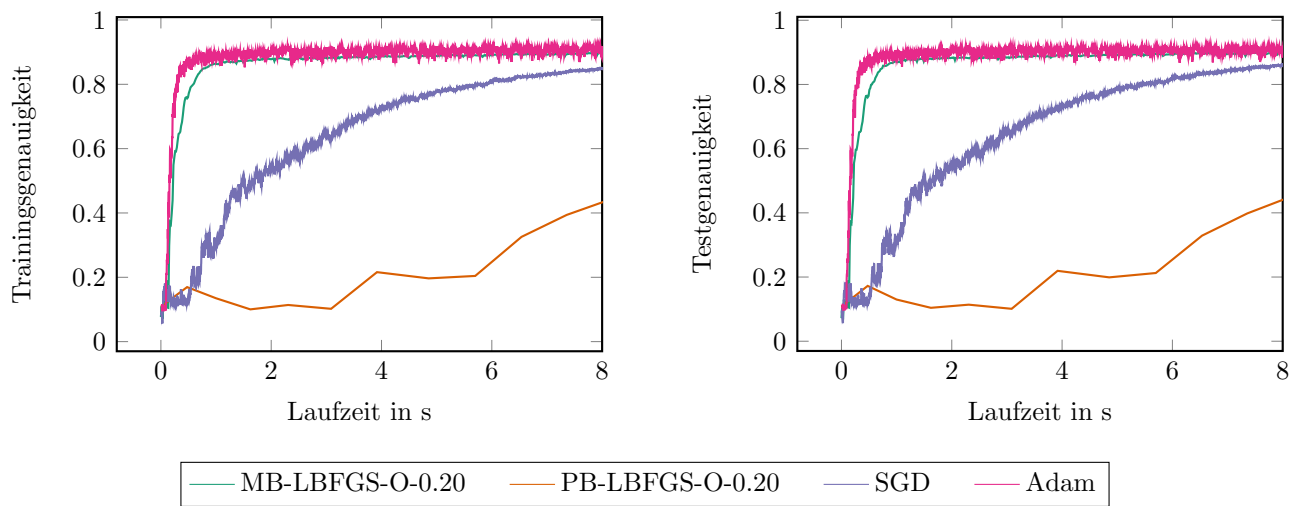 1
0.8
0.6
0.4
0.2
0
Trainingsgenauigkeit
0 2 4 6 8
Laufzeit in s
1
0.8
0.6
0.4
0.2
0
Testgenauigkeit
0 2 4 6 8
Laufzeit in s
MB-LBFGS-O-0.20 PB-LBFGS-O-0.20 SGD Adam